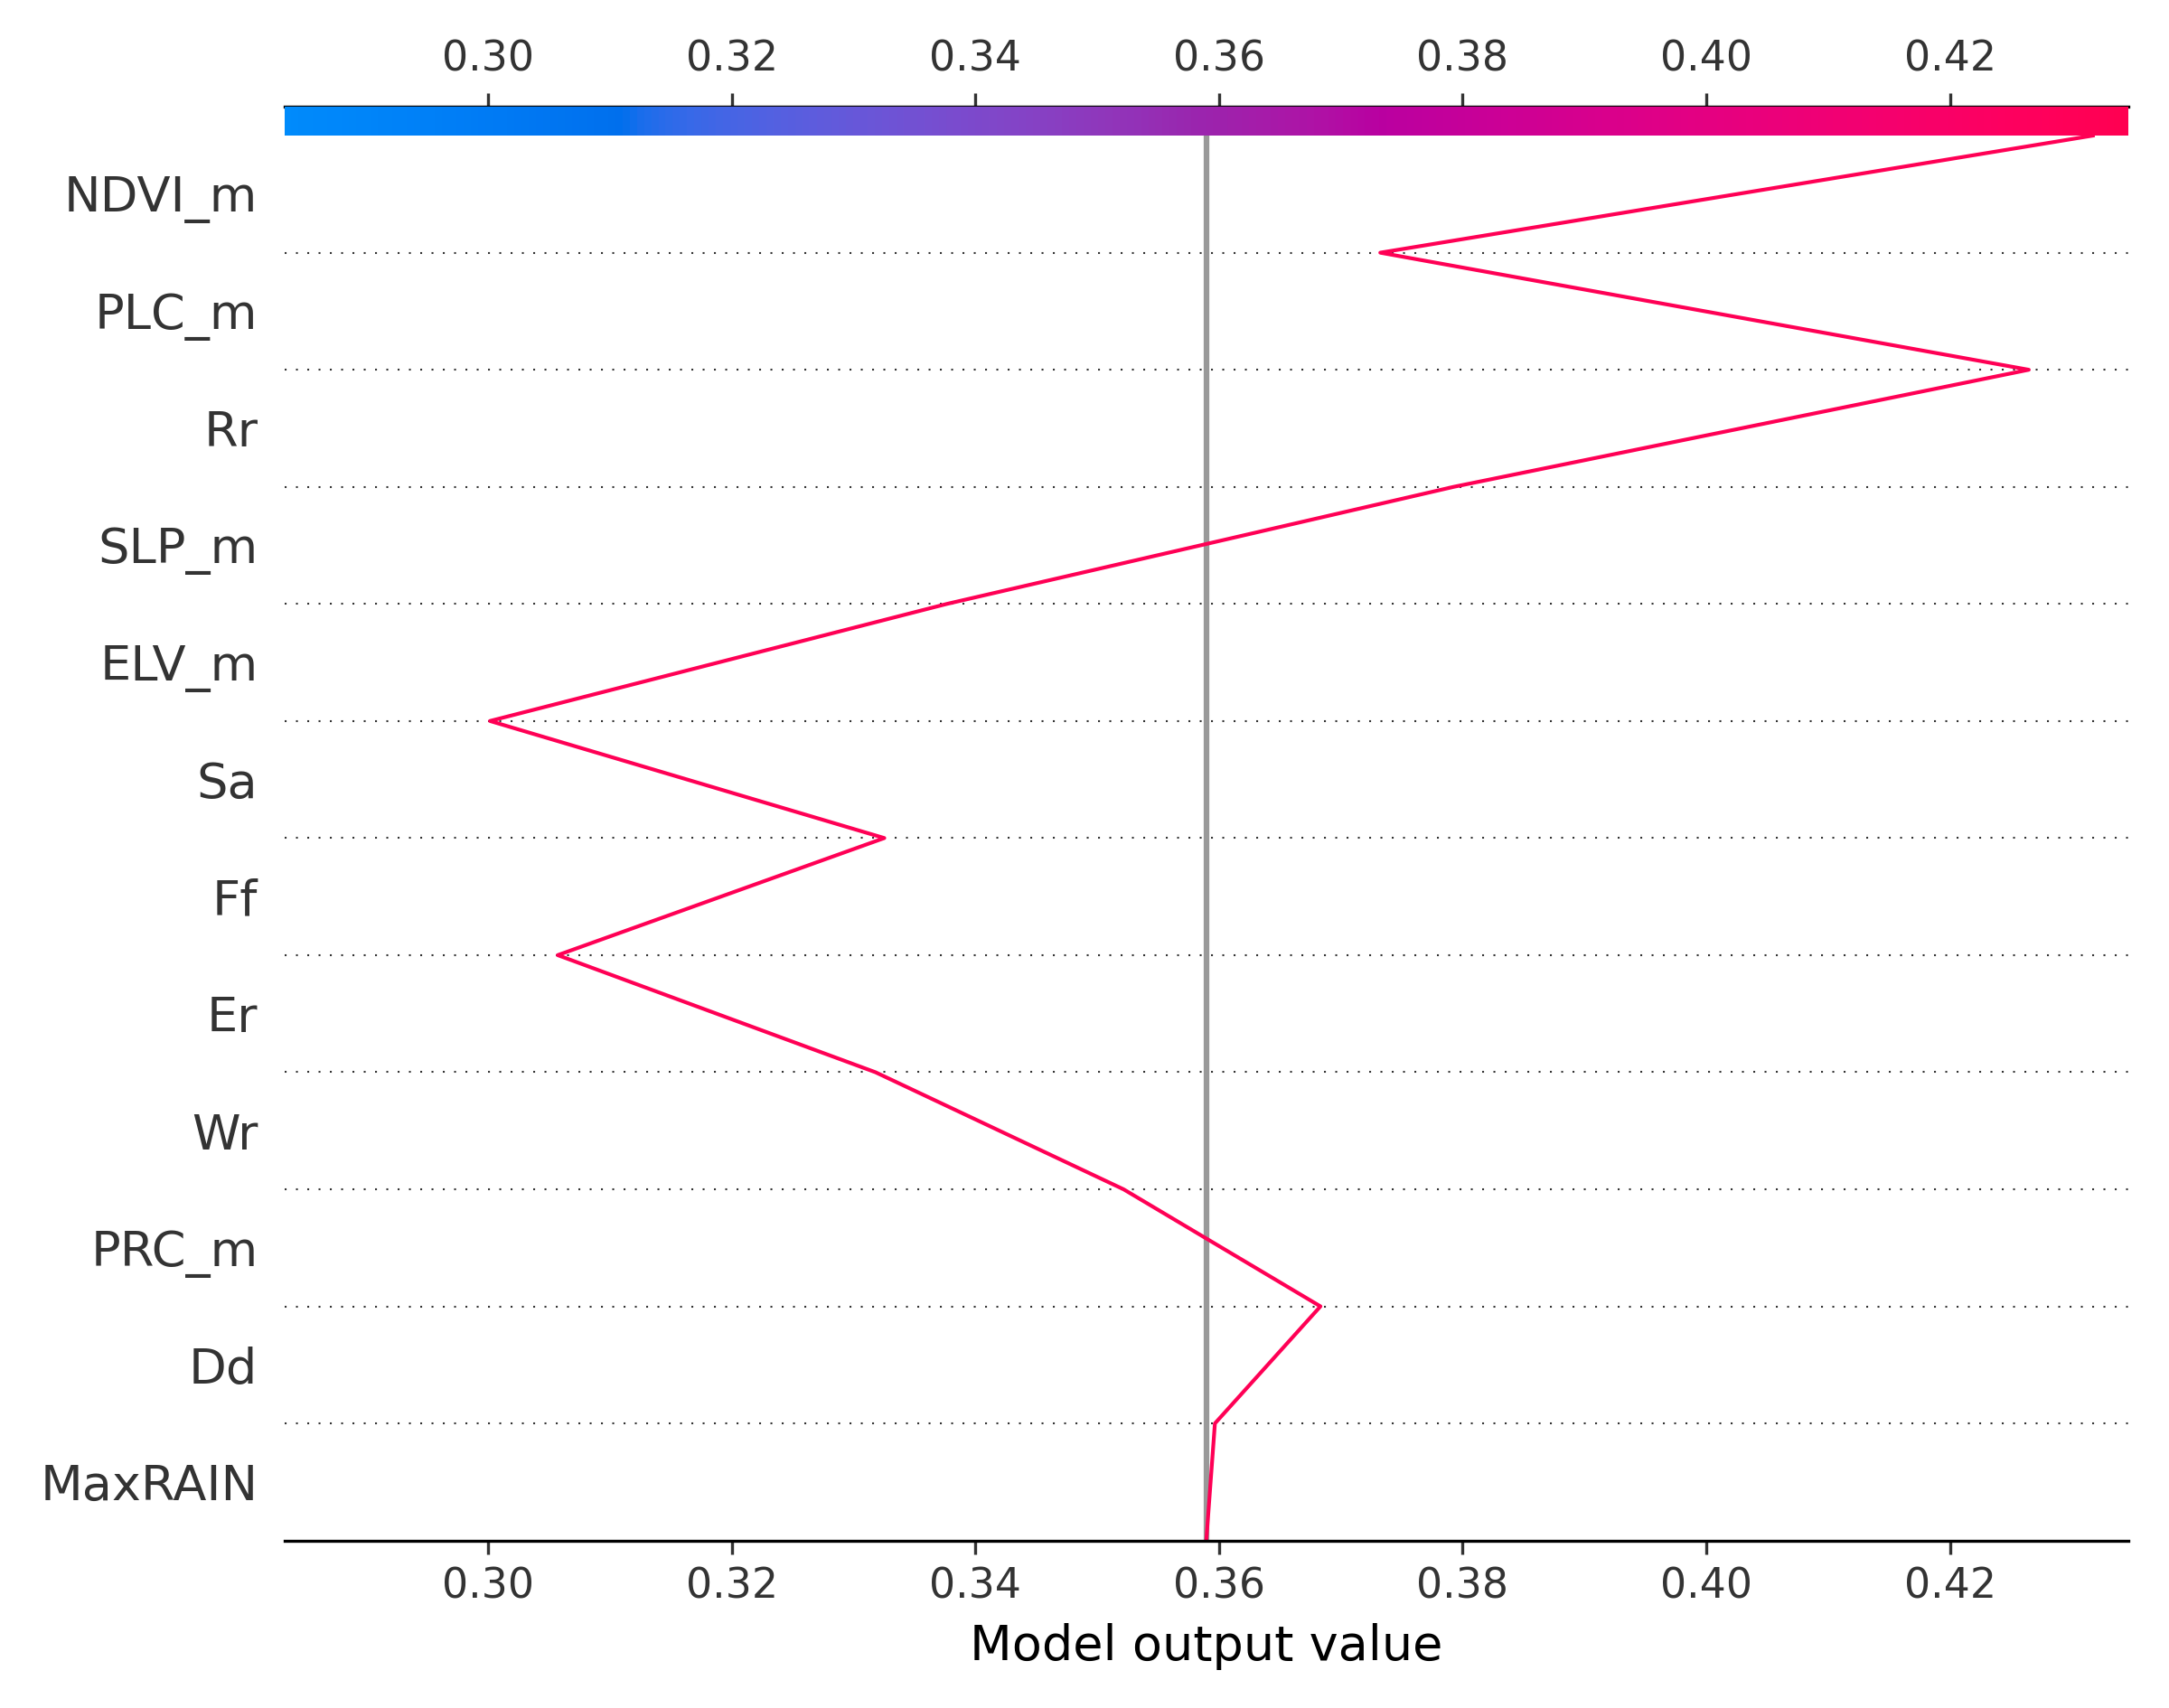 0.30 0.32 0.34 0.36 0.38 0.40 0.42
NDVI_m
PLC_m
Rr
SLP_m
ELV_m
Sa
Ff
Er
Wr
PRC_m
Dd
MaxRAIN
0.30 0.32 0.34 0.36 0.38 0.40 0.42
Model output value